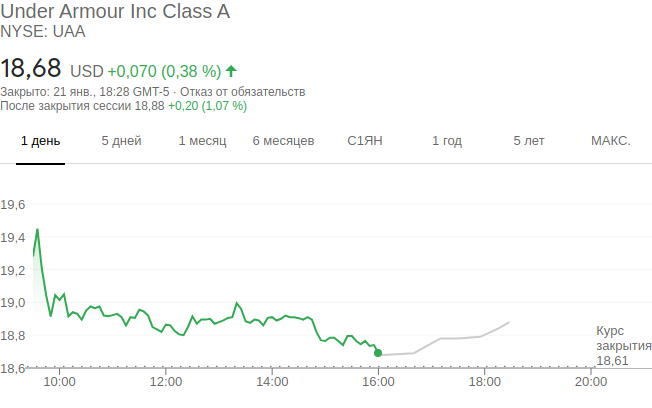 Under Armour Inc Class A
NYSE: UAA
18,68 USD +0,070 (0,38 %)
Закрыто: 21 янв., 18:28 GMT-5 · Отказ от обязательств
После закрытия сессии 18,88 +0,20 (1,07 %)
1 день 5 дней 1 месяц 6 месяцев С1ЯН 1 год 5 лет МАКС.
19,6
19,4
19,2
19,0
18,8
18,6
Курс
закрытия
18,61
10:00 12:00 14:00 16:00 18:00 20:00